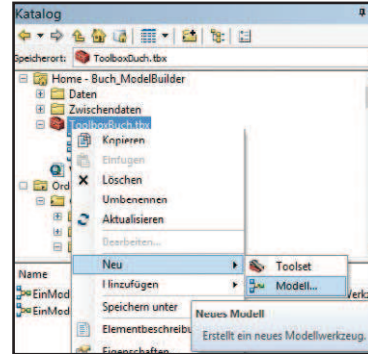 Katalog
Speicherort: ToolboxBuch.tbx
Home - Buch_ModelBuilder
Daten
Zwischendaten
ToolboxBuch.tbx
Kopieren
Einfügen
Löschen
Ord
Umbenennen
Aktualisieren
Bearbeiten...
Neu
Toolset
Name
Hinzufügen
Modell...
EinMod
Speichern unter
Neues Modell
EinMod
Elementbeschreibu
Erstellt ein neues Modellwerkzeug.
Eigenschaften